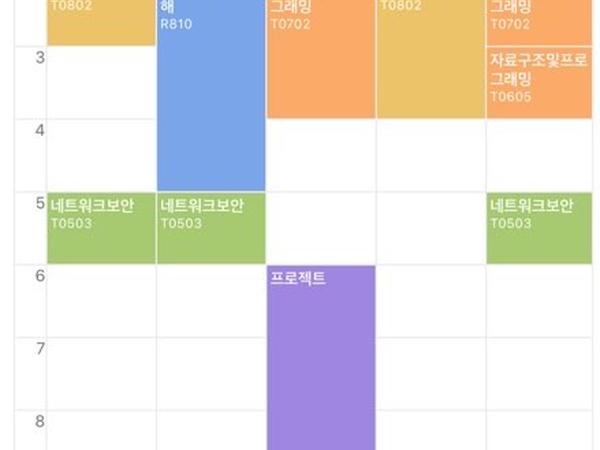 T0802
해
R810
그래밍
T0702
T0802
그래밍
T0702
3
자료구조및프로
그래밍
T0605
4
5
네트워크보안
T0503
네트워크보안
T0503
네트워크보안
T0503
6
프로젝트
7
8